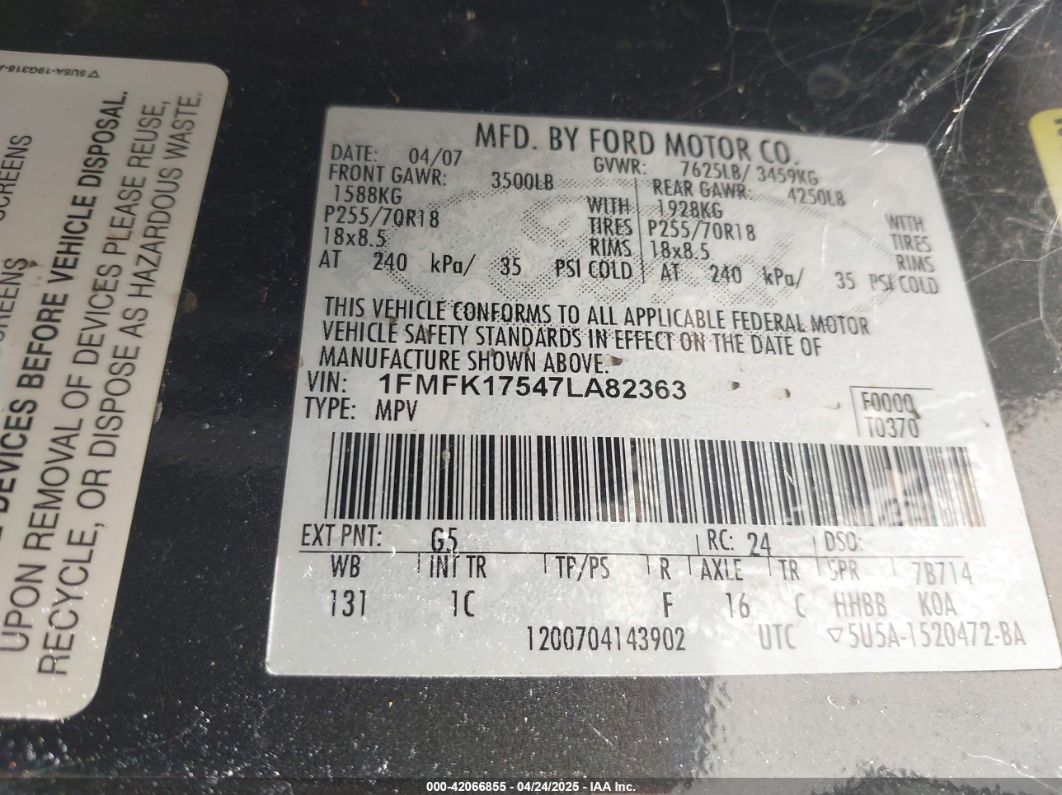 ▽5U5A-19G318-
SCREENS
SCREENS
DEVICES BEFORE VEHICLE DISPOSAL.
UPON REMOVAL OF DEVICES PLEASE REUSE,
RECYCLE, OR DISPOSE AS HAZARDOUS WASTE.
MFD. BY FORD MOTOR CO.
DATE: 04/07 GVWR: 7625LB/ 3459KG
FRONT GAWR: 3500LB REAR GAWR: 4250LB
1588KG WITH 1928KG WITH
P255/70R18 TIRES P255/70R18 TIRES
18x8.5 RIMS 18x8.5 RIMS
AT 240 kPa/ 35 PSI COLD AT 240 kPa/ 35 PSI COLD
THIS VEHICLE CONFORMS TO ALL APPLICABLE FEDERAL MOTOR
VEHICLE SAFETY STANDARDS IN EFFECT ON THE DATE OF
MANUFACTURE SHOWN ABOVE.
VIN: 1FMFK17547LA82363
TYPE: MPV
F0000
T0370
EXT PNT: G5 RC: 24 DSO:
WB INT TR TP/PS R AXLE TR SPR 7B714
131 1C F 16 C HHBB KOA
1200704143902 UTC ▽5U5A-1520472-BA
000-42066855 - 04/24/2025 - IAA Inc.